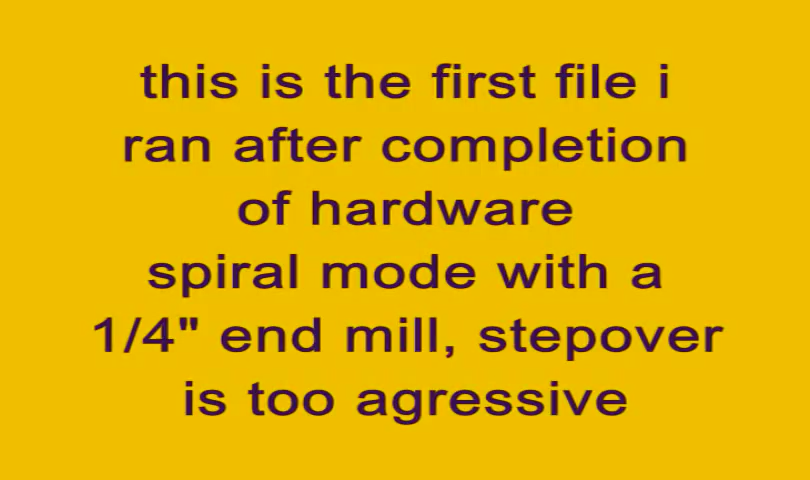 this is the first file i
ran after completion
of hardware
spiral mode with a
1/4" end mill, stepover
is too agressive